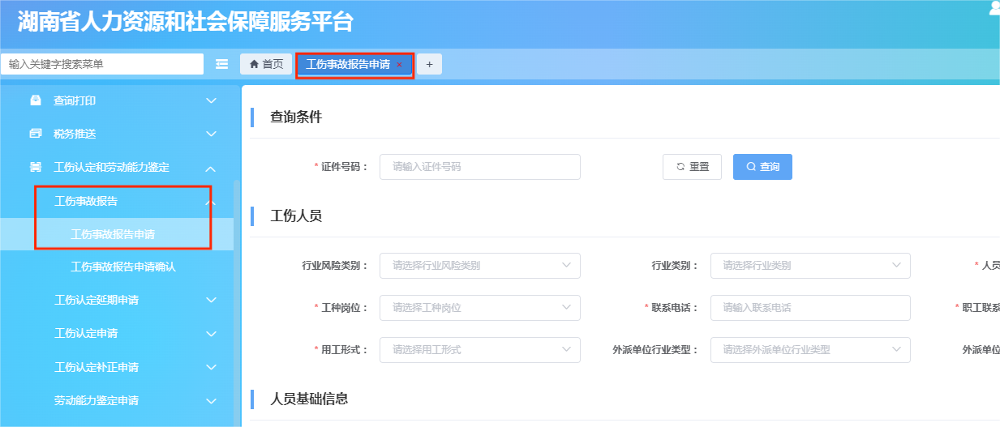 湖南省人力资源和社会保障服务平台
输入关键字搜索菜单
首页
工伤事故报告申请 ×
+
查询打印
税务推送
工伤认定和劳动能力鉴定
工伤事故报告
工伤事故报告申请
工伤事故报告申请确认
工伤认定延期申请
工伤认定申请
工伤认定补正申请
劳动能力鉴定申请
查询条件
* 证件号码： 请输入证件号码 重置 查询
工伤人员
行业风险类别： 请选择行业风险类别 行业类别： 请选择行业类别 * 人员
* 工种岗位： 请选择工种岗位 * 联系电话： 请输入联系电话 * 职工联系
* 用工形式： 请选择用工形式 外派单位行业类型： 请选择外派单位行业类型 外派单位
人员基础信息